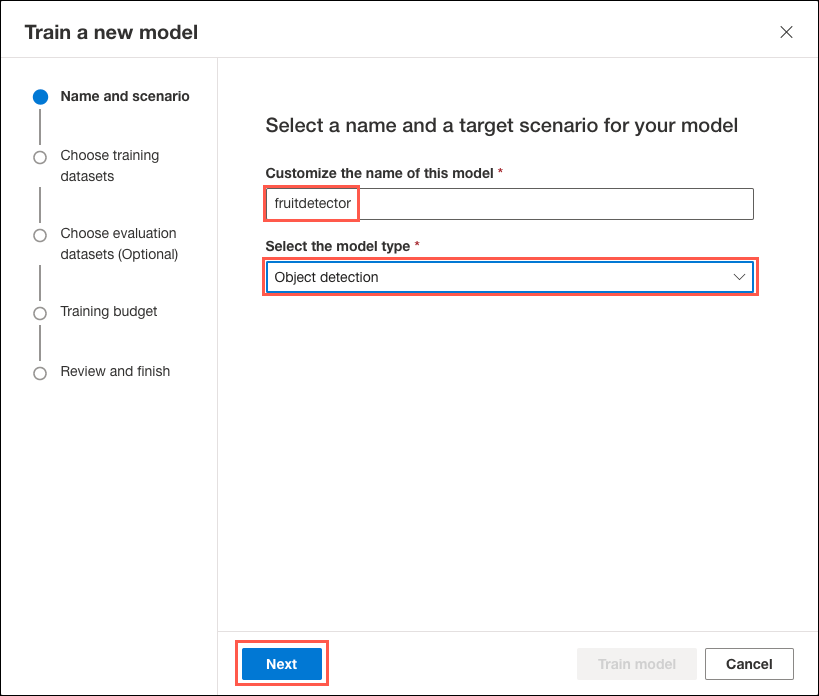 Train a new model
Name and scenario
Choose training
datasets
Choose evaluation
datasets (Optional)
Training budget
Review and finish
Select a name and a target scenario for your model
Customize the name of this model *
fruitdetector
Select the model type *
Object detection
Next
Train model
Cancel